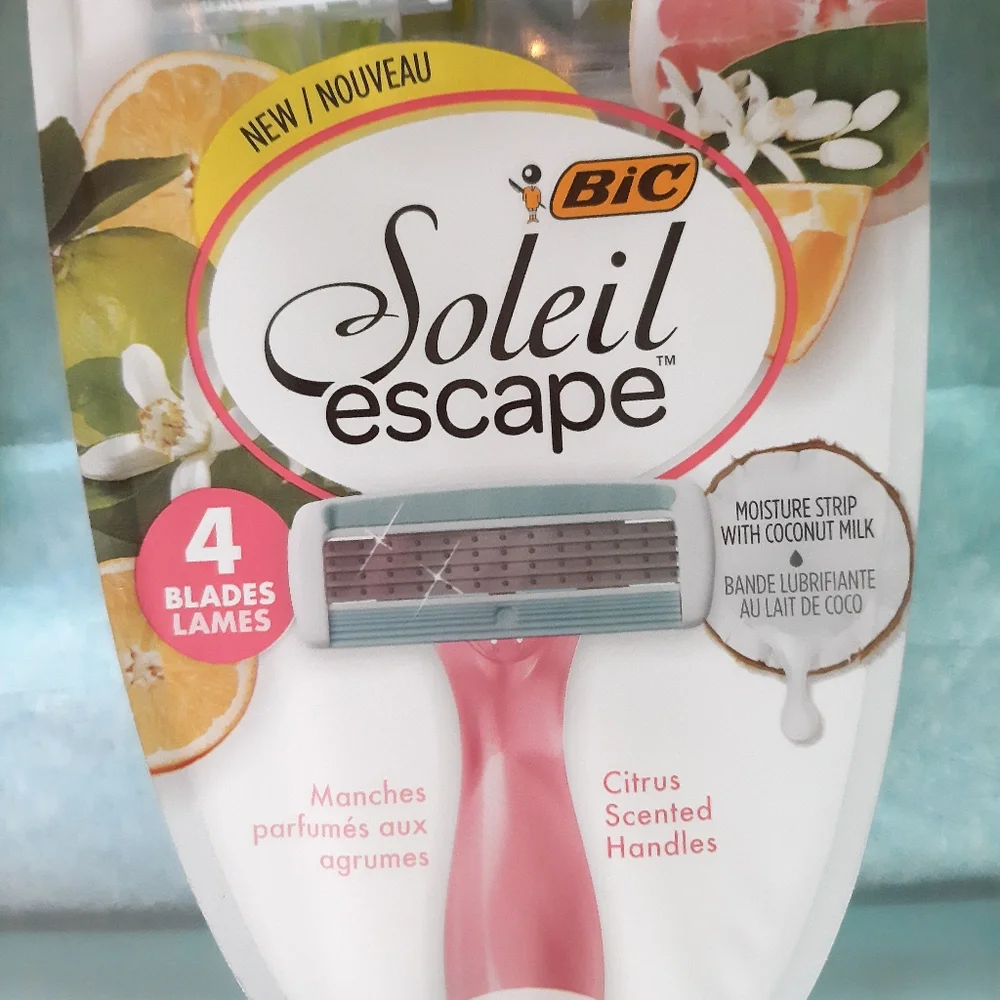 NEW / NOUVEAU
BiC
Soleil
escape™
4
BLADES
LAMES
MOISTURE STRIP
WITH COCONUT MILK
BANDE LUBRIFIANTE
AU LAIT DE COCO
Manches
parfumés aux
agrumes
Citrus
Scented
Handles